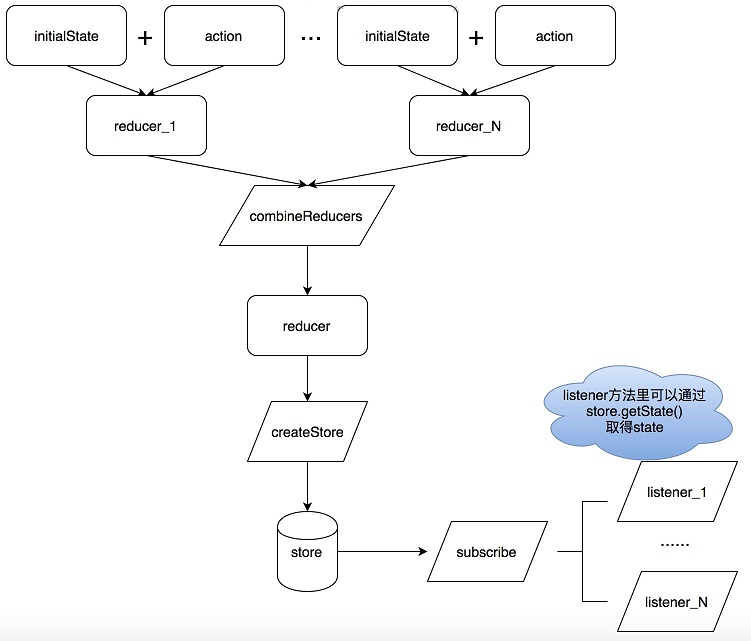 initialState + action ... initialState + action
reducer_1
reducer_N
combineReducers
reducer
createStore
store
subscribe
listener方法里可以通过
store.getState()
取得state
listener_1
......
listener_N